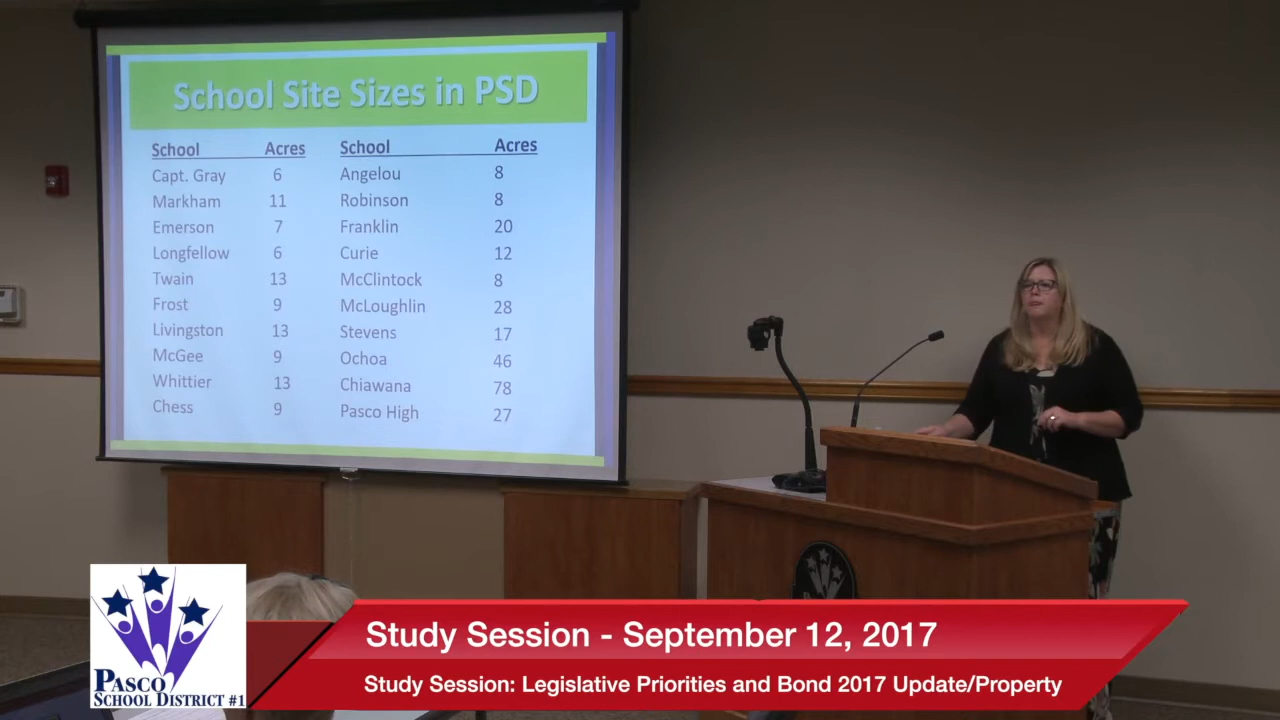 School Site Sizes in PSD
School Acres School Acres
Capt. Gray 6 Angelou 8
Markham 11 Robinson 8
Emerson 7 Franklin 20
Longfellow 6 Curie 12
Twain 13 McClintock 8
Frost 9 McLoughlin 28
Livingston 13 Stevens 17
McGee 9 Ochoa 46
Whittier 13 Chiawana 78
Chess 9 Pasco High 27
PASCO
SCHOOL DISTRICT #1
Study Session - September 12, 2017
Study Session: Legislative Priorities and Bond 2017 Update/Property